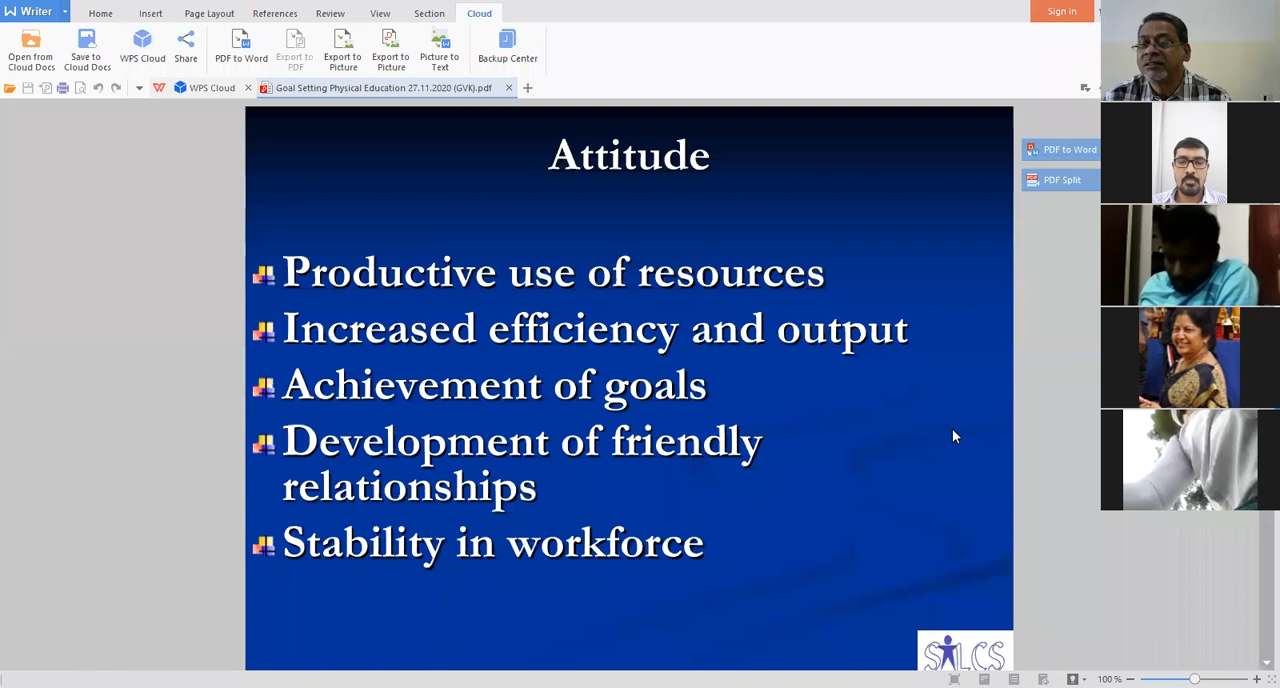 Writer
Home
Insert
Page Layout
References
Review
View
Section
Cloud
Sign in
Open from
Cloud Docs
Save to
Cloud Docs
WPS Cloud
Share
PDF to Word
Export to
PDF
Export to
Picture
Export to
Picture
Picture to
Text
Backup Center
WPS Cloud
Goal Setting Physical Education 27.11.2020 (GVK).pdf
PDF to Word
PDF Split
Attitude
Productive use of resources
Increased efficiency and output
Achievement of goals
Development of friendly
relationships
Stability in workforce
100 %